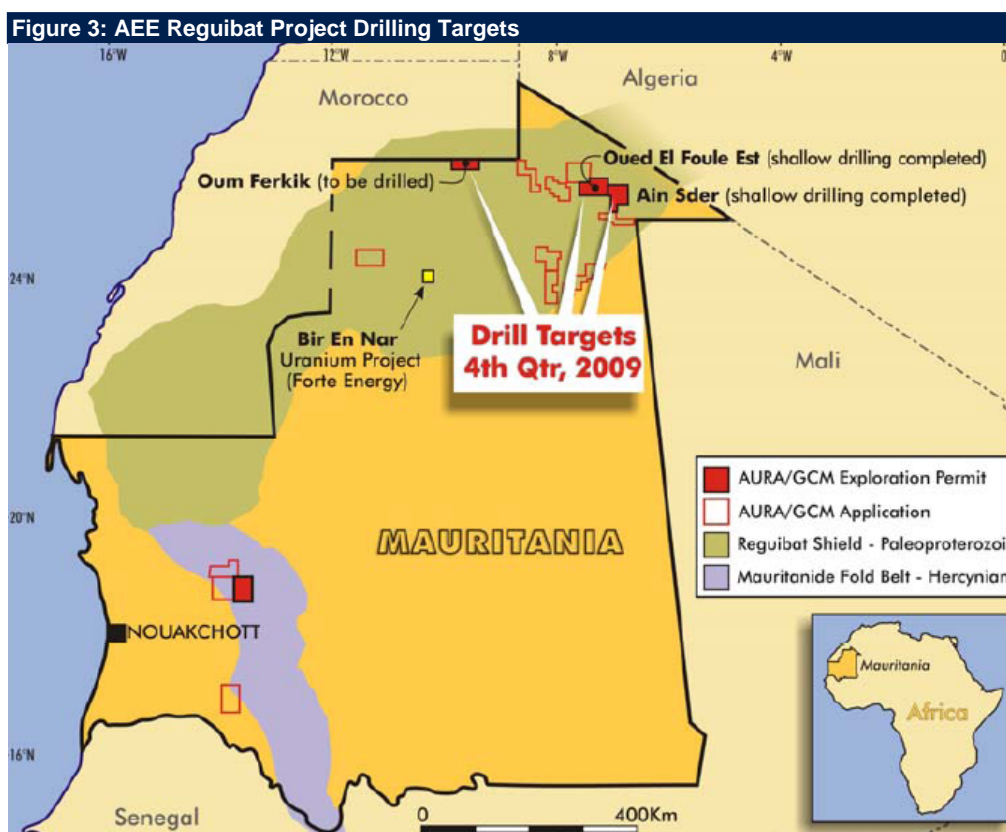 Figure 3: AEE Reguibat Project Drilling Targets
16°W
12°W
8°W
4°W
0
Morocco
Algeria
Oum Ferkik (to be drilled)
Oued El Foule Est (shallow drilling completed)
Ain Sder (shallow drilling completed)
24°N
Bir En Nar
Uranium Project
(Forte Energy)
Drill Targets
4th Qtr, 2009
Mali
AURA/GCM Exploration Permit
AURA/GCM Application
Reguibat Shield - Paleoproterozoi
Mauritanide Fold Belt - Hercynian
20°N
MAURITANIA
NOUAKCHOTT
Mauritania
Africa
16°N
Senegal
0 400Km